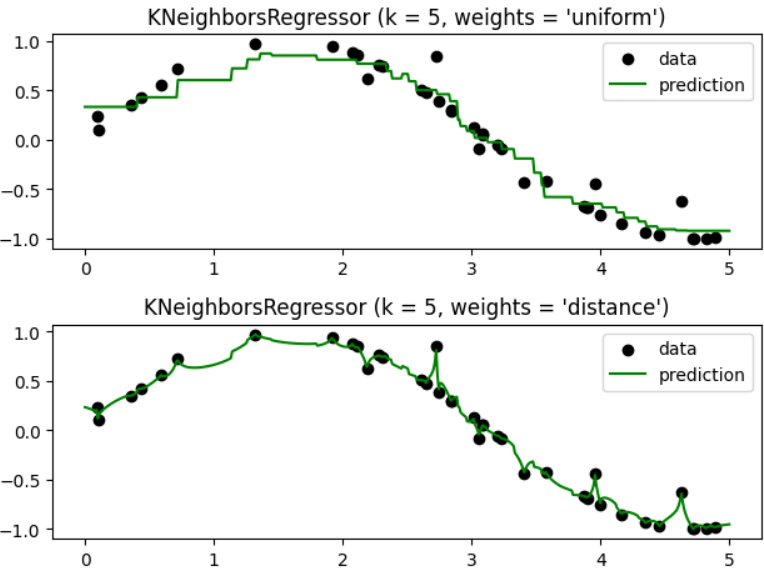 KNeighborsRegressor (k = 5, weights = 'uniform')
1.0
0.5
0.0
−0.5
−1.0
data
prediction
0 1 2 3 4 5
KNeighborsRegressor (k = 5, weights = 'distance')
1.0
0.5
0.0
−0.5
−1.0
data
prediction
0 1 2 3 4 5